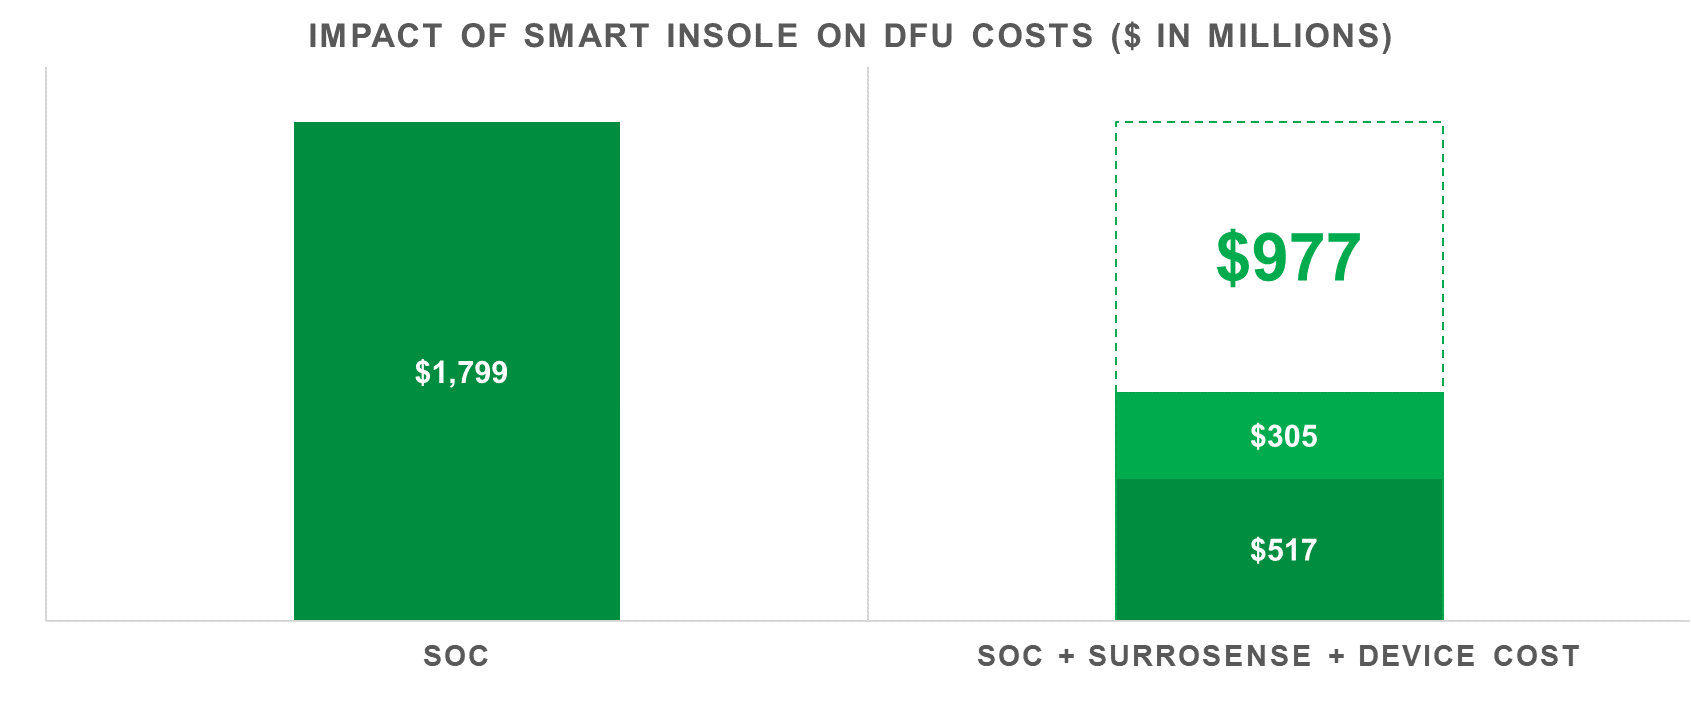 IMPACT OF SMART INSOLE ON DFU COSTS ($ IN MILLIONS)
$977
$1,799
$305
$517
SOC
SOC + SURROSENSE + DEVICE COST